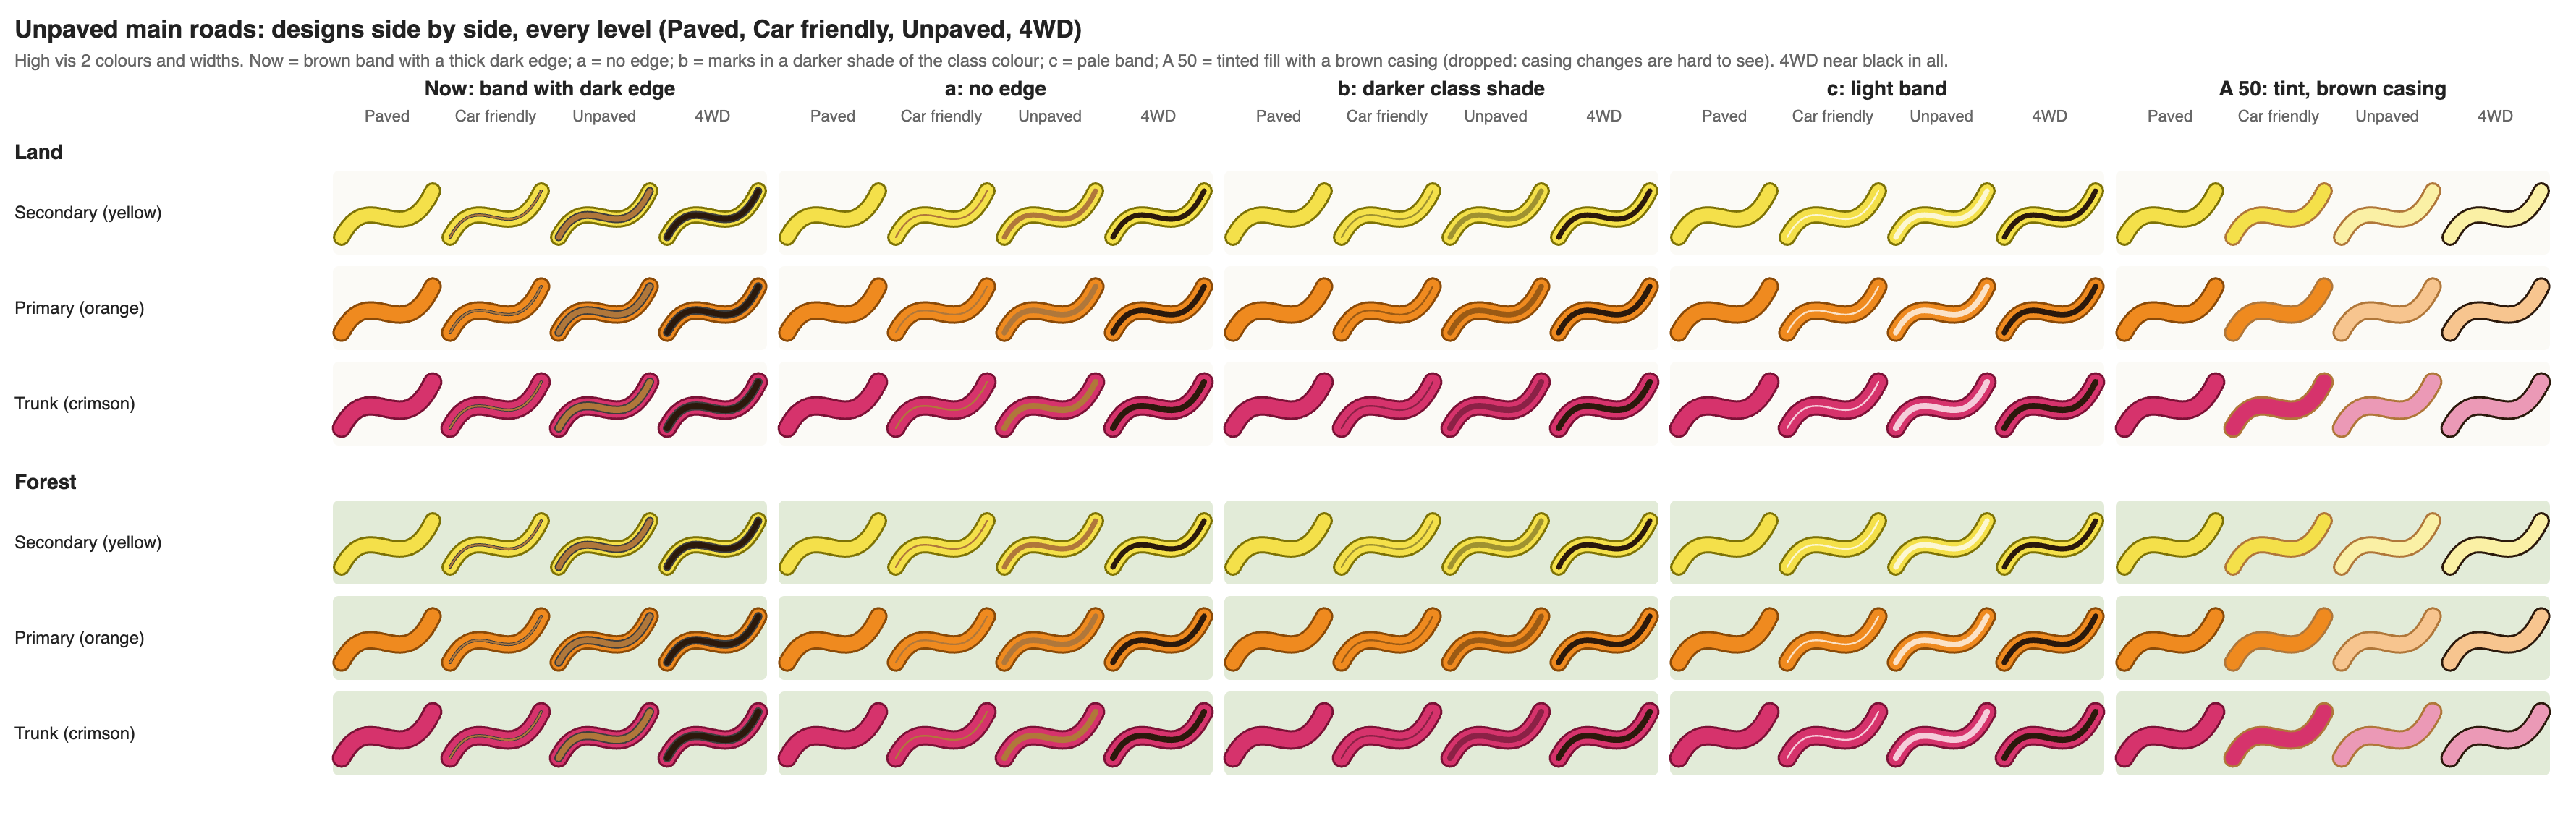 Unpaved main roads: designs side by side, every level (Paved, Car friendly, Unpaved, 4WD)
High vis 2 colours and widths. Now = brown band with a thick dark edge; a = no edge; b = marks in a darker shade of the class colour; c = pale band; A 50 = tinted fill with a brown casing (dropped: casing changes are hard to see). 4WD near black in all.
Now: band with dark edge a: no edge b: darker class shade c: light band A 50: tint, brown casing
Paved Car friendly Unpaved 4WD Paved Car friendly Unpaved 4WD Paved Car friendly Unpaved 4WD Paved Car friendly Unpaved 4WD Paved Car friendly Unpaved 4WD
Land
Secondary (yellow)
Primary (orange)
Trunk (crimson)
Forest
Secondary (yellow)
Primary (orange)
Trunk (crimson)